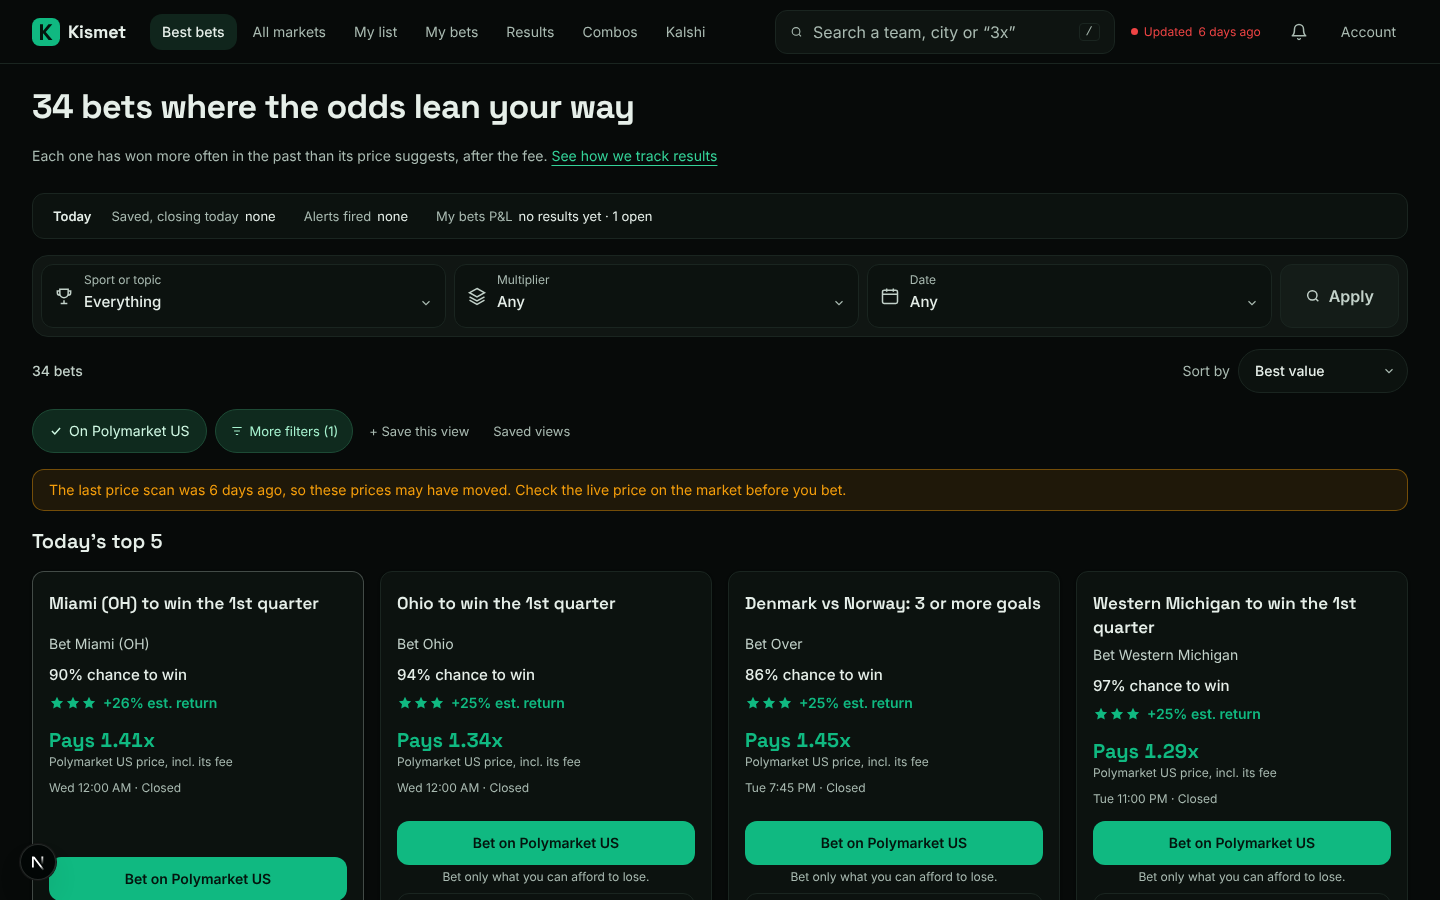 K Kismet Best bets All markets My list My bets Results Combos Kalshi Search a team, city or “3x” / Updated 6 days ago Account
34 bets where the odds lean your way
Each one has won more often in the past than its price suggests, after the fee. See how we track results
Today Saved, closing today none Alerts fired none My bets P&L no results yet · 1 open
Sport or topic
Everything
Multiplier
Any
Date
Any
Apply
34 bets
Sort by Best value
On Polymarket US More filters (1) + Save this view Saved views
The last price scan was 6 days ago, so these prices may have moved. Check the live price on the market before you bet.
Today’s top 5
Miami (OH) to win the 1st quarter
Bet Miami (OH)
90% chance to win
+26% est. return
Pays 1.41x
Polymarket US price, incl. its fee
Wed 12:00 AM · Closed
Bet on Polymarket US
Ohio to win the 1st quarter
Bet Ohio
94% chance to win
+25% est. return
Pays 1.34x
Polymarket US price, incl. its fee
Wed 12:00 AM · Closed
Bet on Polymarket US
Bet only what you can afford to lose.
Denmark vs Norway: 3 or more goals
Bet Over
86% chance to win
+25% est. return
Pays 1.45x
Polymarket US price, incl. its fee
Tue 7:45 PM · Closed
Bet on Polymarket US
Bet only what you can afford to lose.
Western Michigan to win the 1st
quarter
Bet Western Michigan
97% chance to win
+25% est. return
Pays 1.29x
Polymarket US price, incl. its fee
Tue 11:00 PM · Closed
Bet on Polymarket US
Bet only what you can afford to lose.
N